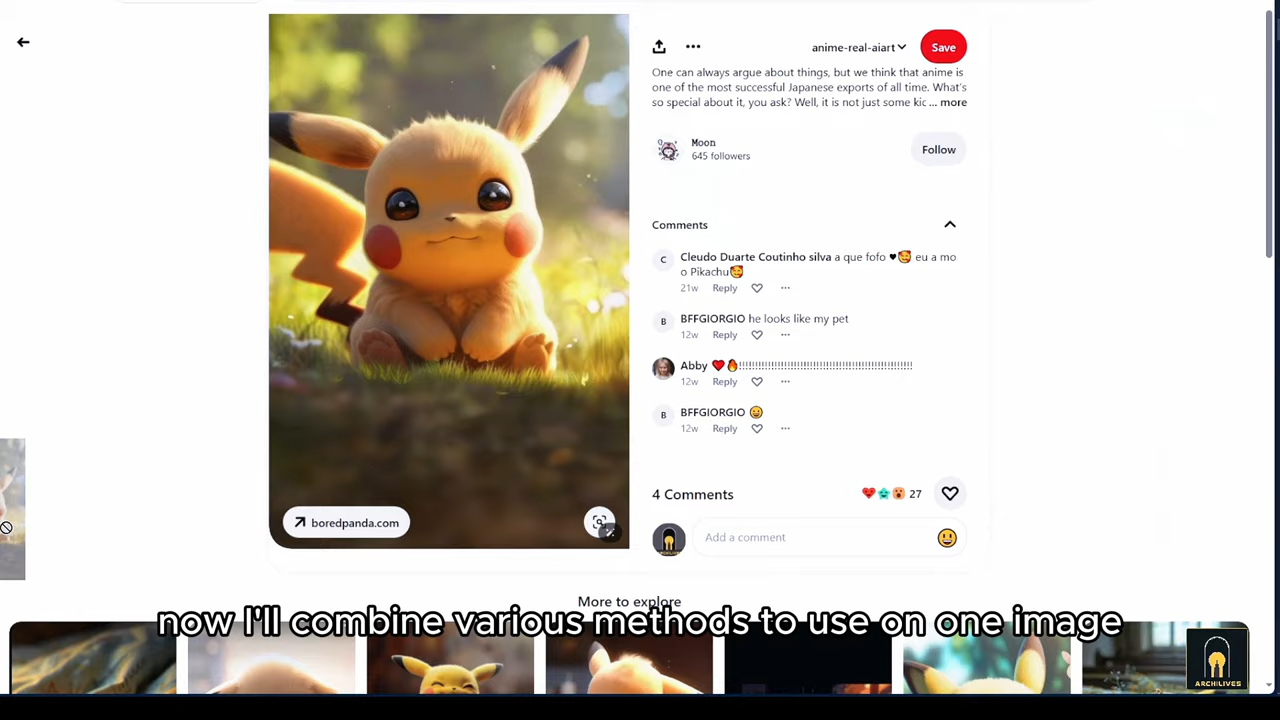 anime-real-aiart
Save
One can always argue about things, but we think that anime is
one of the most successful Japanese exports of all time. What's
so special about it, you ask? Well, it is not just some kic ... more
Moon
645 followers
Follow
Comments
C
Cleudo Duarte Coutinho silva a que fofo ♥🥰 eu a mo
o Pikachu🥰
21w Reply
B
BFFGIORGIO he looks like my pet
12w Reply
Abby ❤️🔥!!!!!!!!!!!!!!!!!!!!!!!!!!!!!!!!!!!!!!!!!!!!!!!!!!!!!
12w Reply
B
BFFGIORGIO 😀
12w Reply
boredpanda.com
4 Comments
27
Add a comment
More to explore
now I'll combine various methods to use on one image
ARCHILIVES